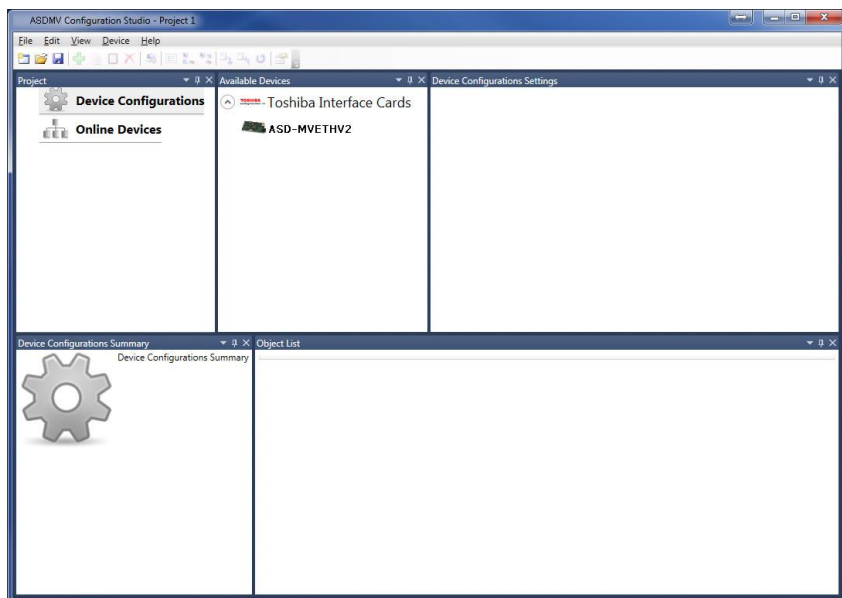 ASDMV Configuration Studio - Project 1
File Edit View Device Help
Project
Device Configurations
Online Devices
Available Devices
TOSHIBA
Toshiba Interface Cards
ASD-MVETHV2
Device Configurations Settings
Device Configurations Summary
Device Configurations Summary
Object List